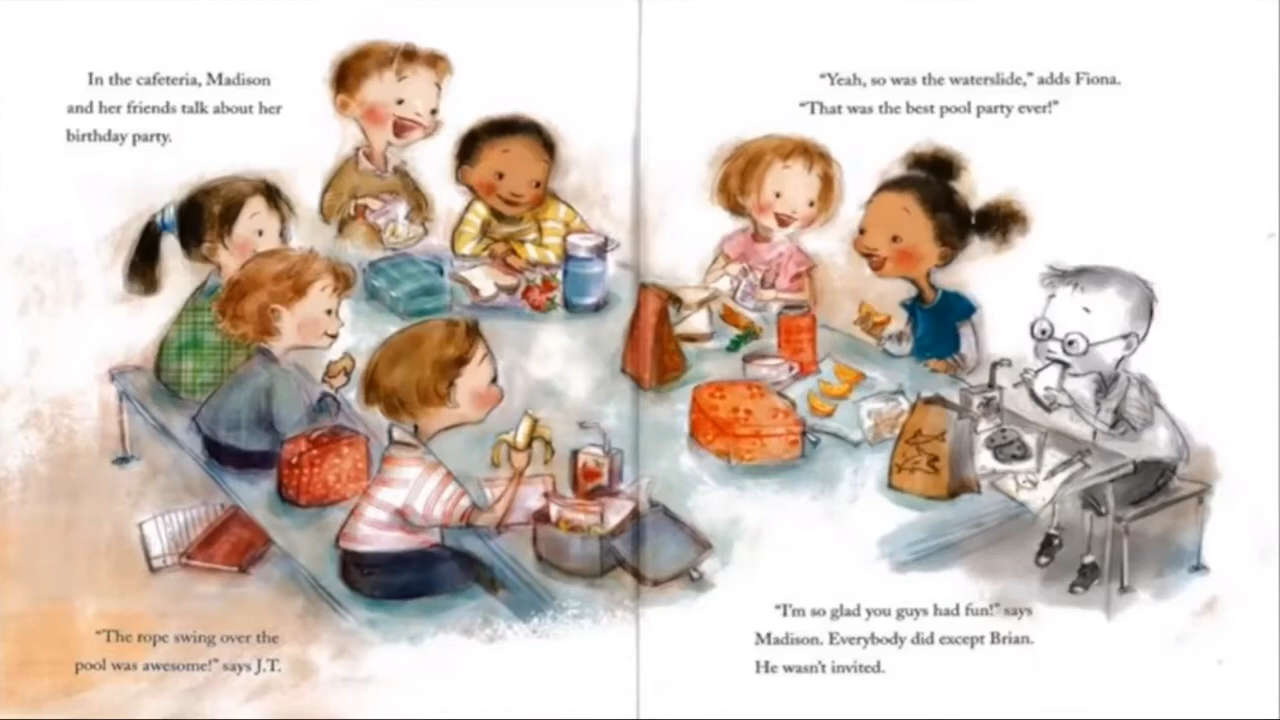 In the cafeteria, Madison
and her friends talk about her
birthday party.
“The rope swing over the
pool was awesome!” says J.T.
“Yeah, so was the waterslide,” adds Fiona.
“That was the best pool party ever!”
“I’m so glad you guys had fun!” says
Madison. Everybody did except Brian.
He wasn’t invited.